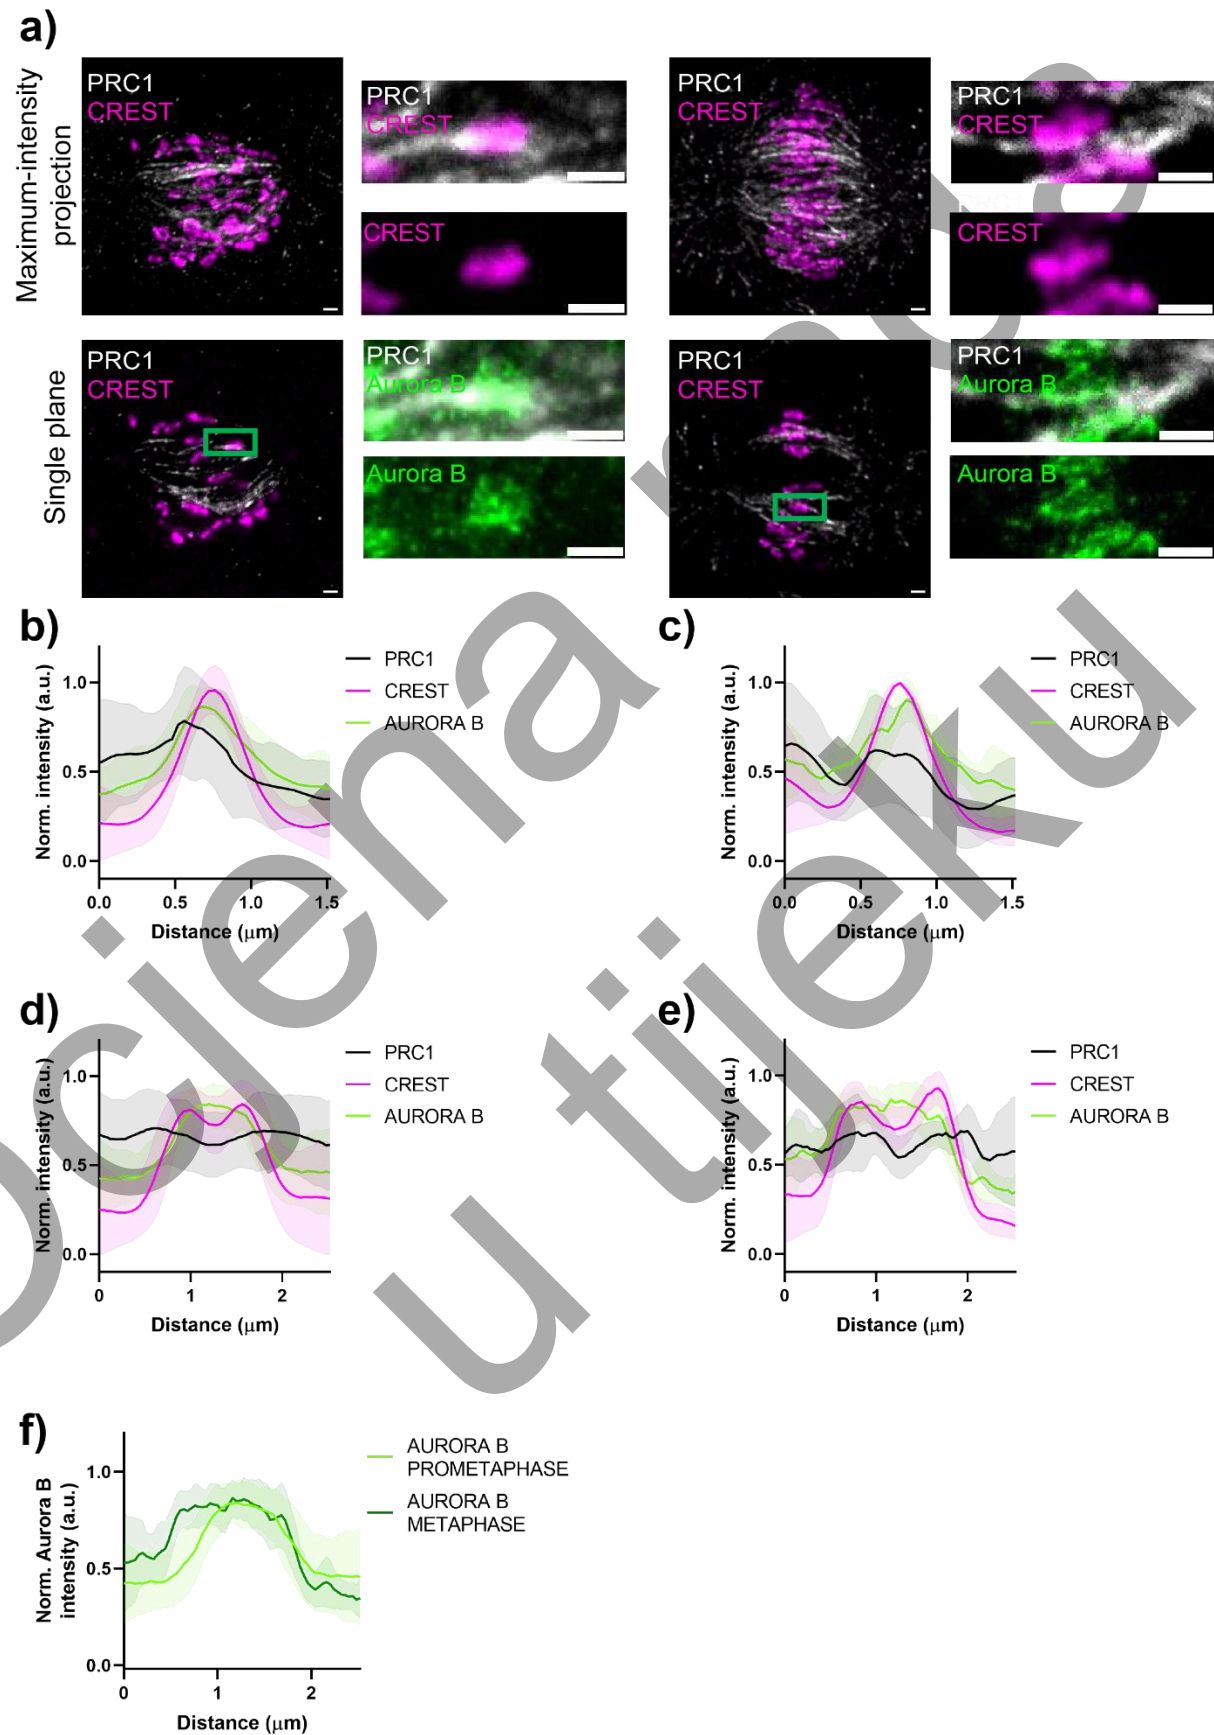 a)
Maximum-intensity
projection
PRC1
CREST
PRC1
CREST
CREST
PRC1
CREST
PRC1
CREST
CREST
Single plane
PRC1
CREST
PRC1
Aurora B
Aurora B
PRC1
CREST
PRC1
Aurora B
Aurora B
b)
Norm. intensity (a.u.)
1.0
0.5
0.0
0.0 0.5 1.0 1.5
Distance (μm)
PRC1
CREST
AURORA B
c)
Norm. intensity (a.u.)
1.0
0.5
0.0
0.0 0.5 1.0 1.5
Distance (μm)
PRC1
CREST
AURORA B
d)
Norm. intensity (a.u.)
1.0
0.5
0.0
0 1 2
Distance (μm)
PRC1
CREST
AURORA B
e)
Norm. intensity (a.u.)
1.0
0.5
0.0
0 1 2
Distance (μm)
PRC1
CREST
AURORA B
f)
Norm. Aurora B
intensity (a.u.)
1.0
0.5
0.0
0 1 2
Distance (μm)
AURORA B
PROMETAPHASE
AURORA B
METAPHASE
u tijeku